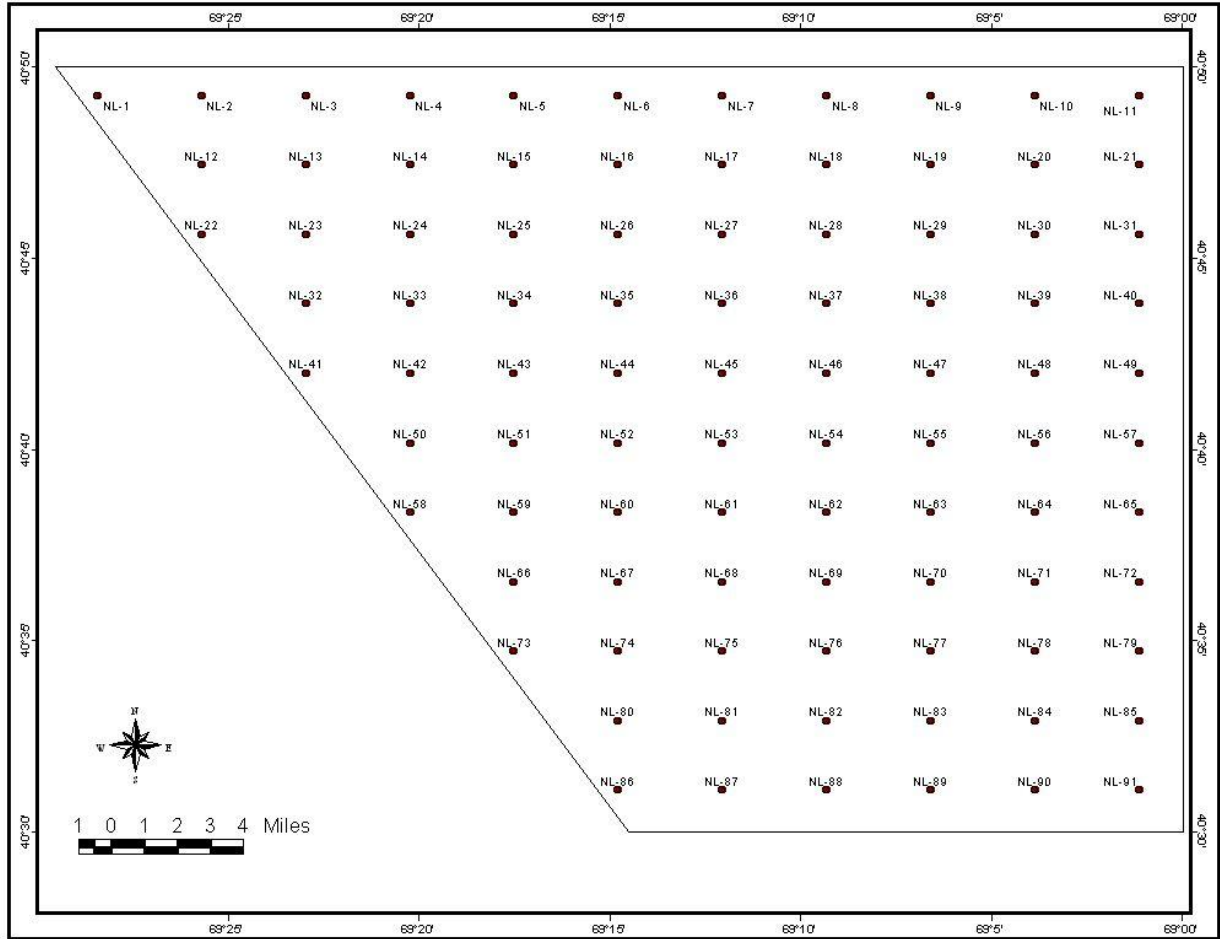 69°25' 69°20' 69°15' 69°10' 69°5' 69°00'
40°50' 40°50'
NL-1 NL-2 NL-3 NL-4 NL-5 NL-6 NL-7 NL-8 NL-9 NL-10 NL-11
NL-12 NL-13 NL-14 NL-15 NL-16 NL-17 NL-18 NL-19 NL-20 NL-21
NL-22 NL-23 NL-24 NL-25 NL-26 NL-27 NL-28 NL-29 NL-30 NL-31
40°45' 40°45'
NL-32 NL-33 NL-34 NL-35 NL-36 NL-37 NL-38 NL-39 NL-40
NL-41 NL-42 NL-43 NL-44 NL-45 NL-46 NL-47 NL-48 NL-49
NL-50 NL-51 NL-52 NL-53 NL-54 NL-55 NL-56 NL-57
40°40' 40°40'
NL-58 NL-59 NL-60 NL-61 NL-62 NL-63 NL-64 NL-65
NL-66 NL-67 NL-68 NL-69 NL-70 NL-71 NL-72
40°35' 40°35'
NL-73 NL-74 NL-75 NL-76 NL-77 NL-78 NL-79
NL-80 NL-81 NL-82 NL-83 NL-84 NL-85
N
W E
S
NL-86 NL-87 NL-88 NL-89 NL-90 NL-91
1 0 1 2 3 4 Miles
40°30' 40°30'
69°25' 69°20' 69°15' 69°10' 69°5' 69°00'